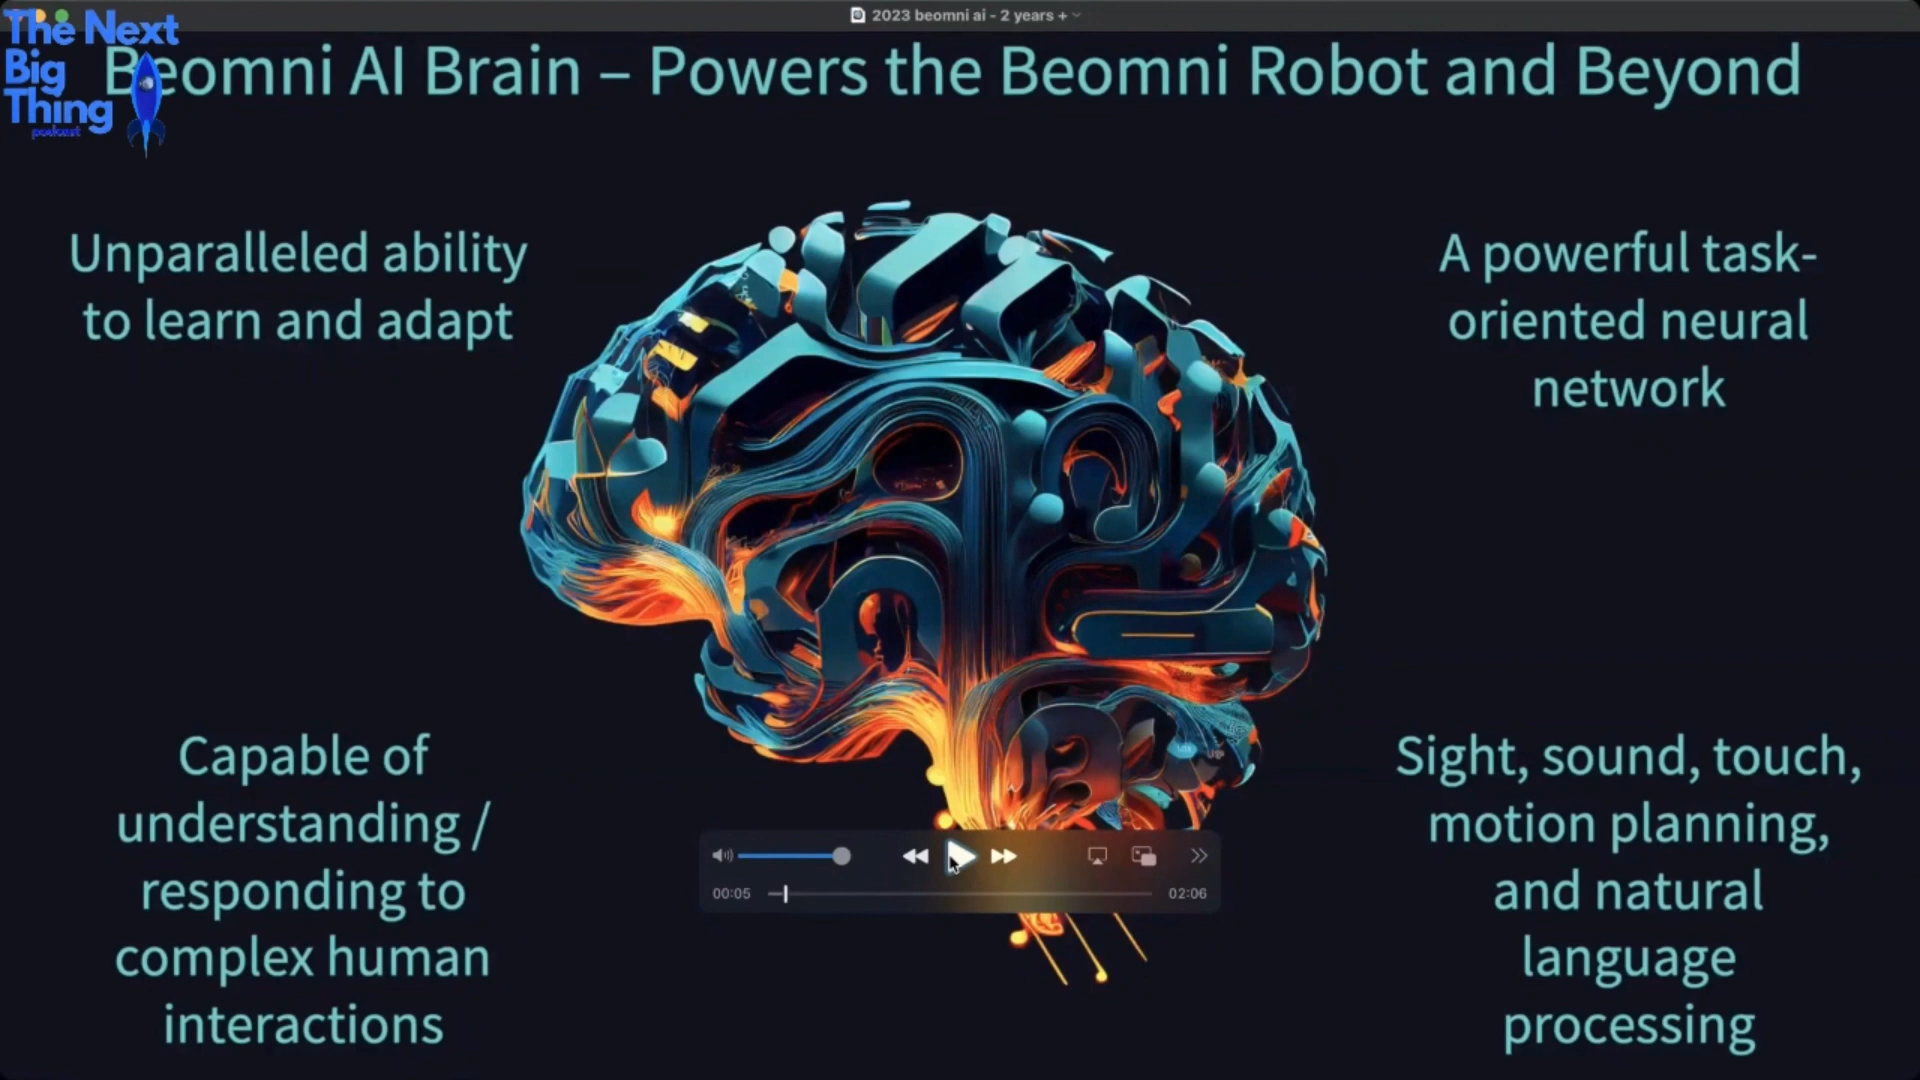 2023 beomni ai - 2 years +
The Next
Big
Thing
podcast
Beomni AI Brain – Powers the Beomni Robot and Beyond
Unparalleled ability
to learn and adapt
A powerful task-
oriented neural
network
Capable of
understanding /
responding to
complex human
interactions
Sight, sound, touch,
motion planning,
and natural
language
processing
00:05
02:06